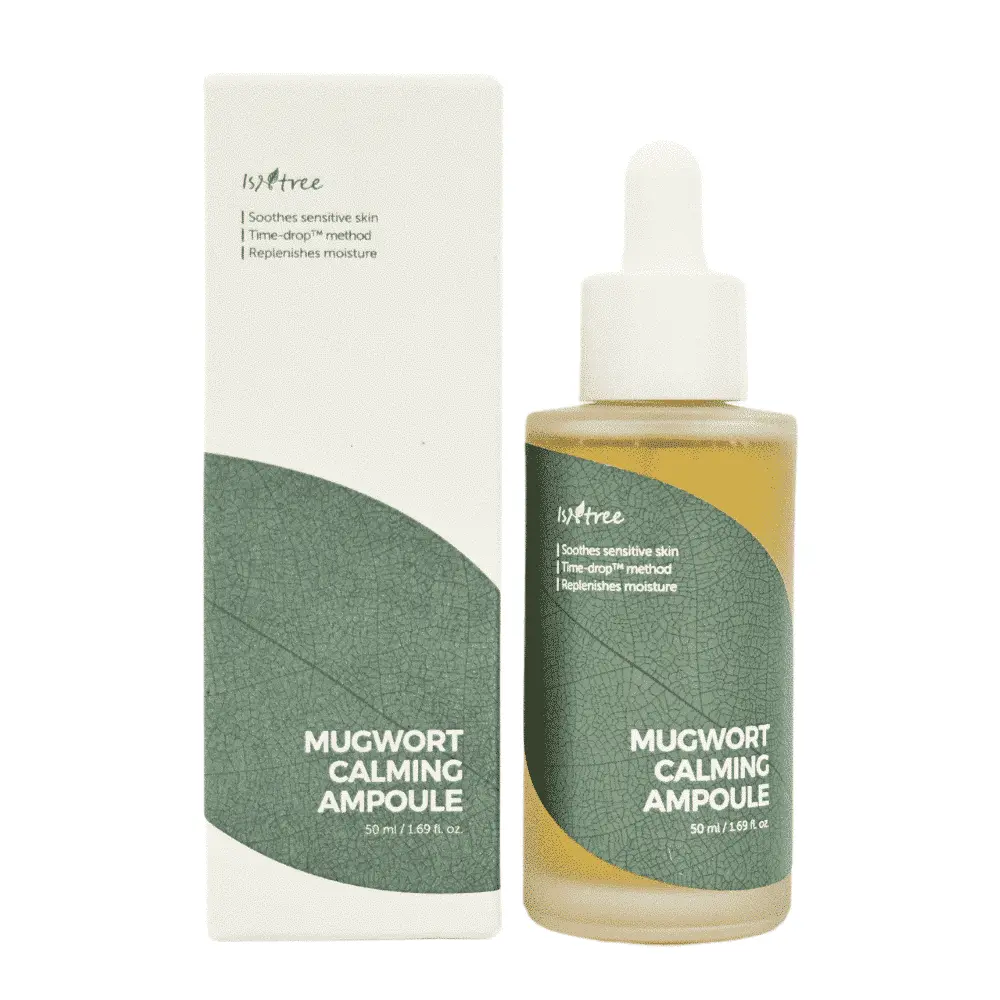 IsNtree
Soothes sensitive skin
Time-drop™ method
Replenishes moisture
MUGWORT
CALMING
AMPOULE
50 ml / 1.69 fl. oz.
IsNtree
Soothes sensitive skin
Time-drop™ method
Replenishes moisture
MUGWORT
CALMING
AMPOULE
50 ml / 1.69 fl. oz.